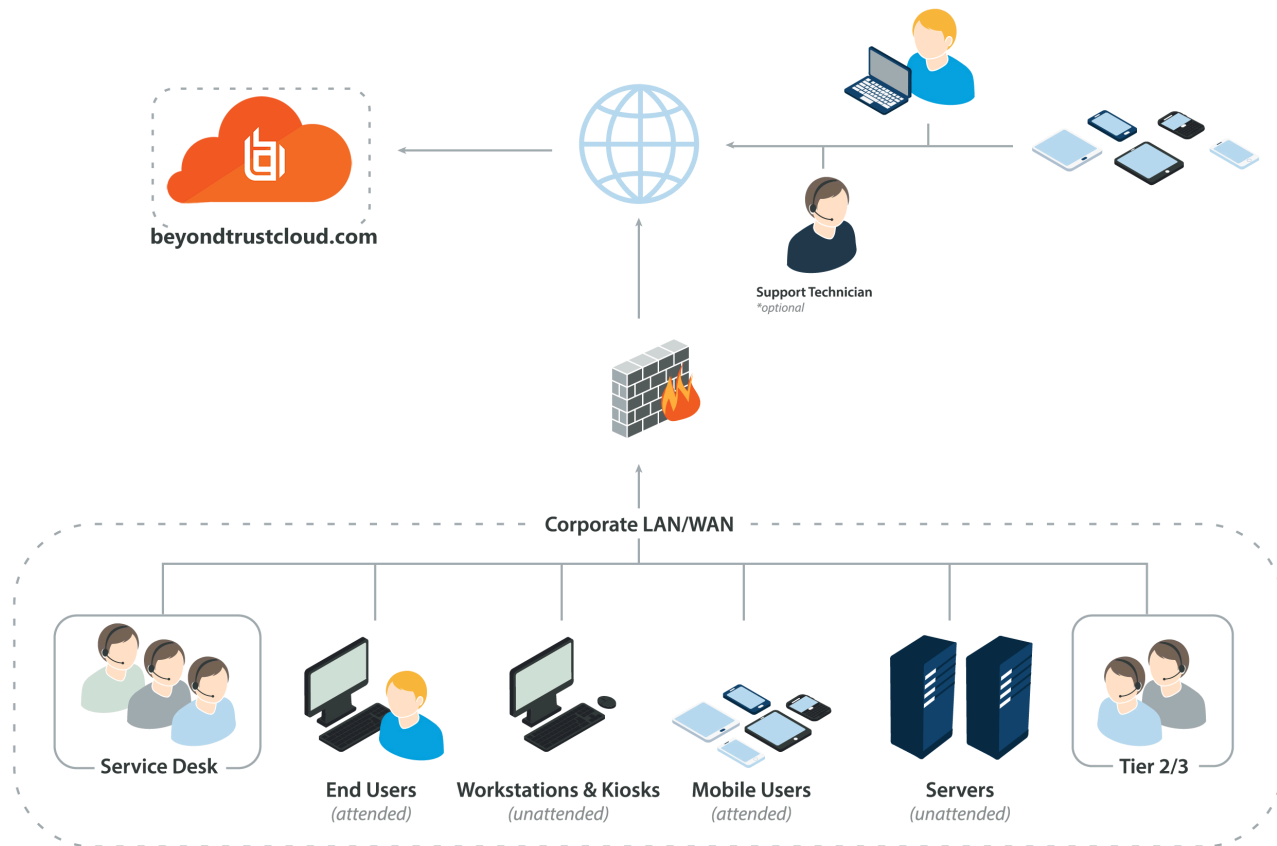 beyondtrustcloud.com
Support Technician
*optional
Corporate LAN/WAN
Service Desk
End Users
(attended)
Workstations & Kiosks
(unattended)
Mobile Users
(attended)
Servers
(unattended)
Tier 2/3